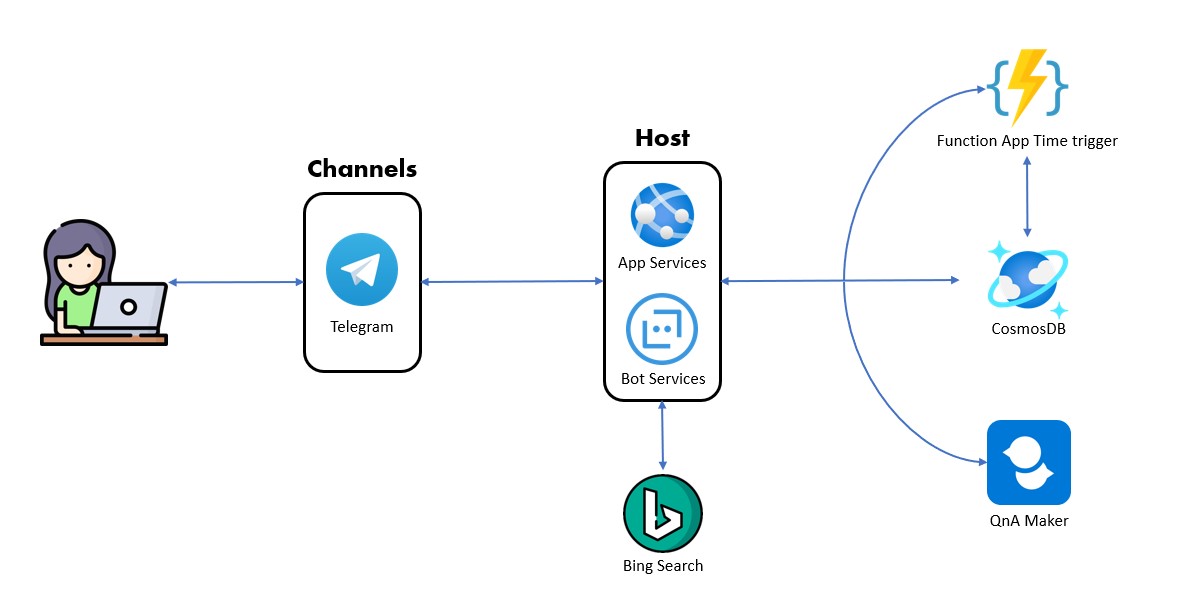 Channels
Telegram
Host
App Services
Bot Services
Bing Search
Function App Time trigger
CosmosDB
QnA Maker